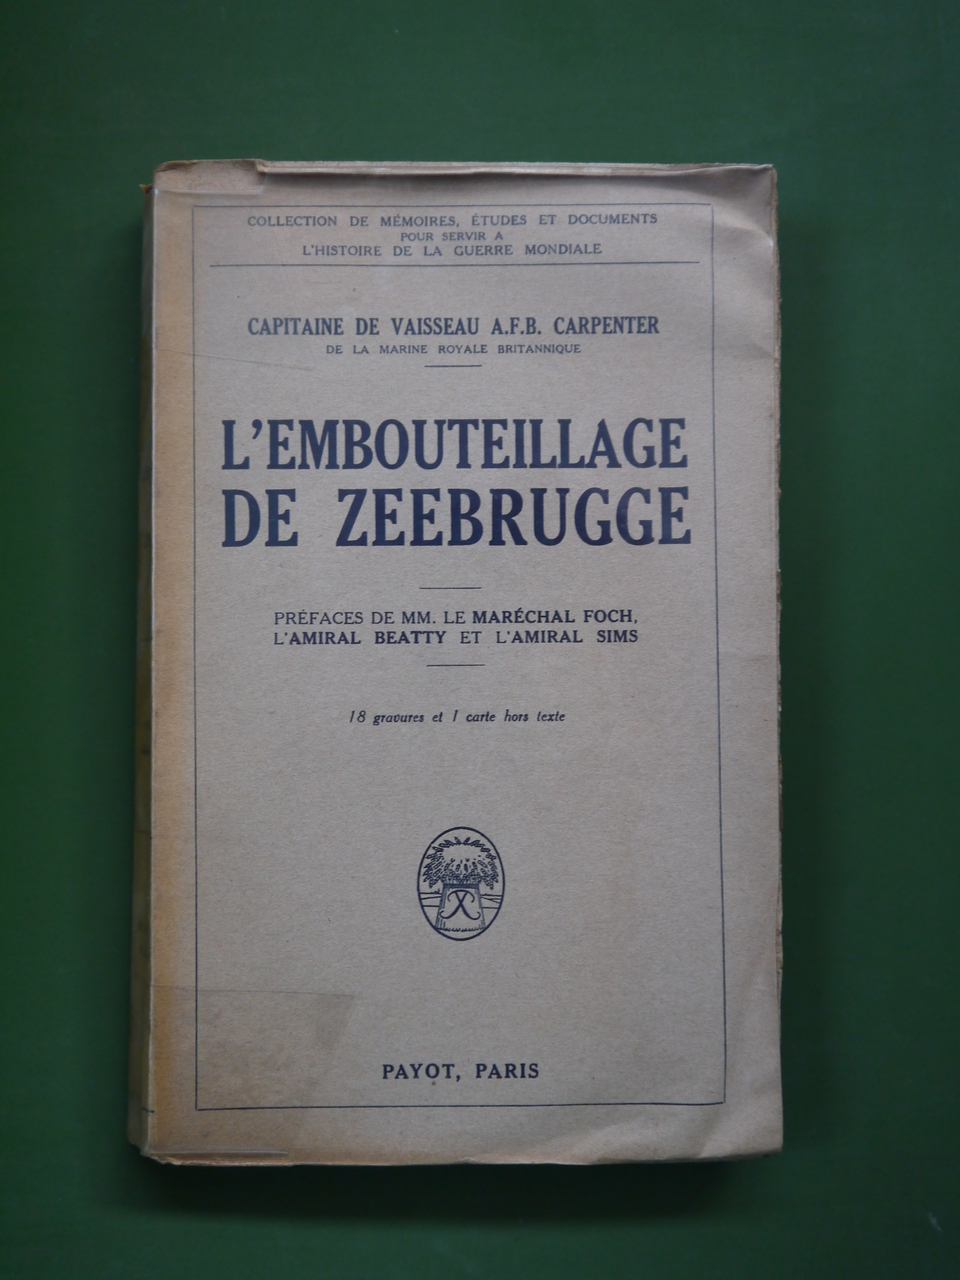 COLLECTION DE MÉMOIRES, ÉTUDES ET DOCUMENTS
POUR SERVIR A
L'HISTOIRE DE LA GUERRE MONDIALE
CAPITAINE DE VAISSEAU A.F.B. CARPENTER
DE LA MARINE ROYALE BRITANNIQUE
L'EMBOUTEILLAGE
DE ZEEBRUGGE
PRÉFACES DE MM. LE MARÉCHAL FOCH,
L'AMIRAL BEATTY ET L'AMIRAL SIMS
18 gravures et 1 carte hors texte
PAYOT, PARIS